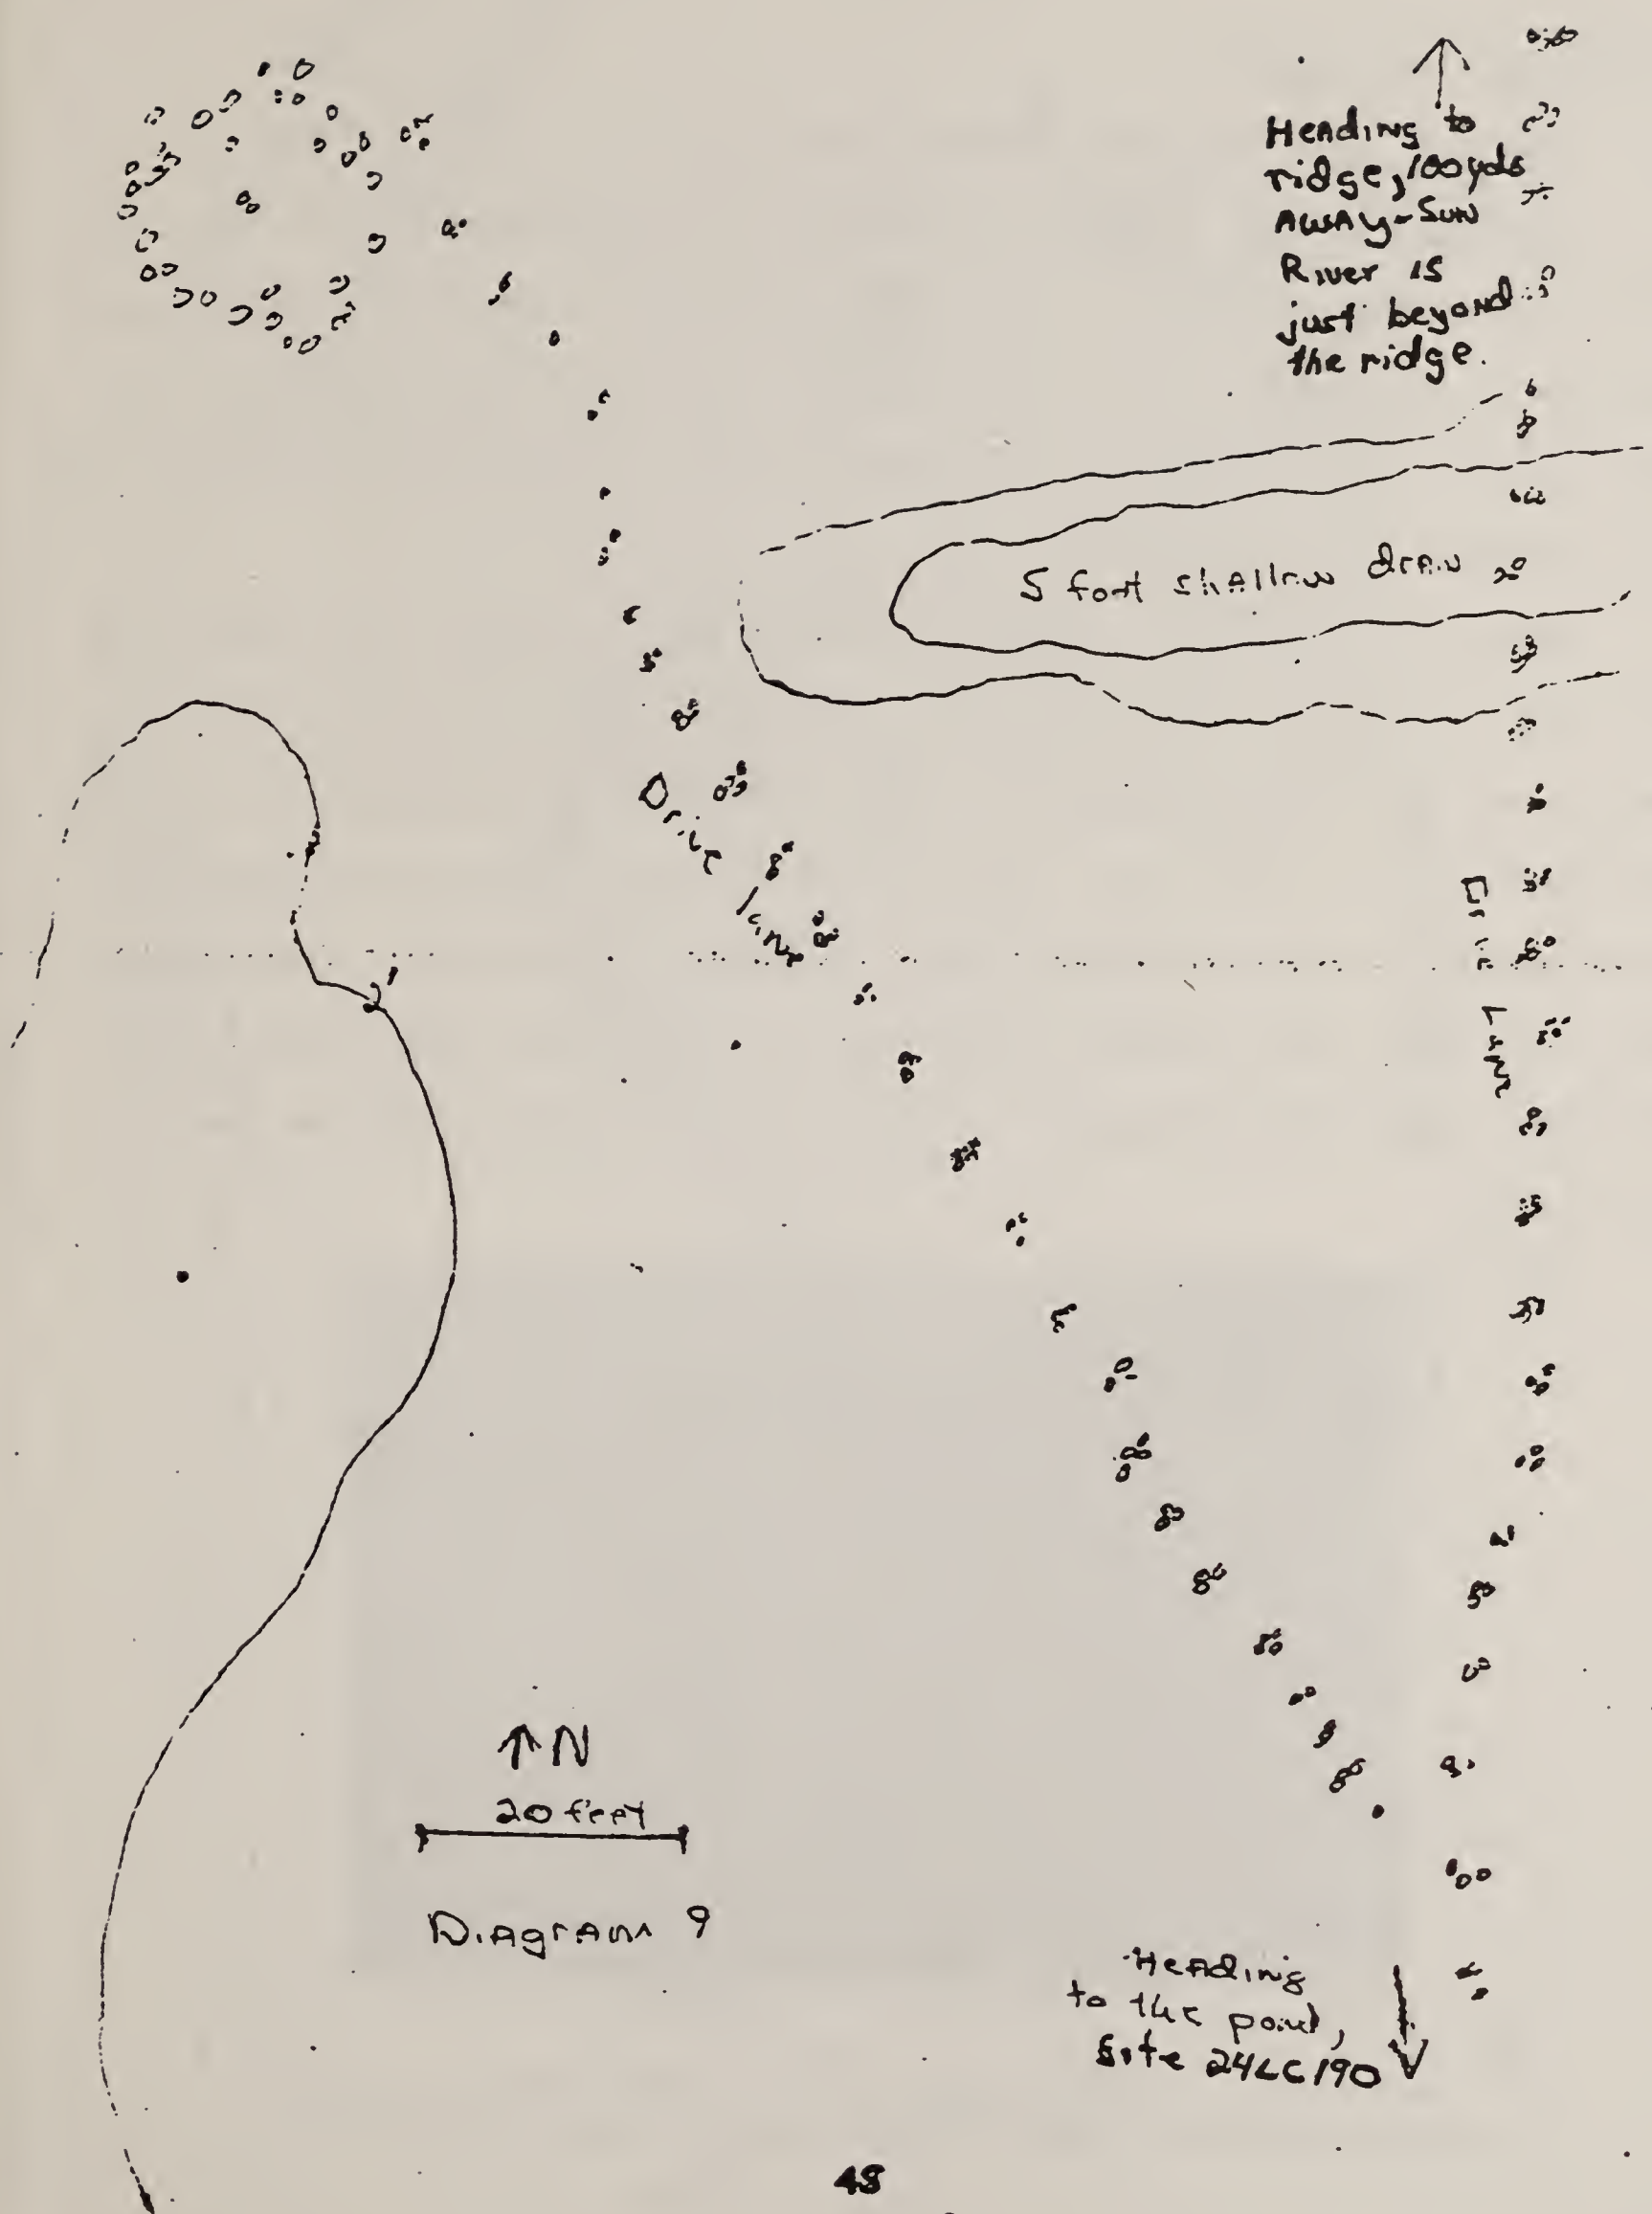 Heading to
ridge, 100 yds
away - Sun
River is
just beyond
the ridge.
5 foot shallow draw
Drive lane
Drive Lane
↑ N
20 feet
Diagram 9
Heading
to the point,
Site 24LC190
48